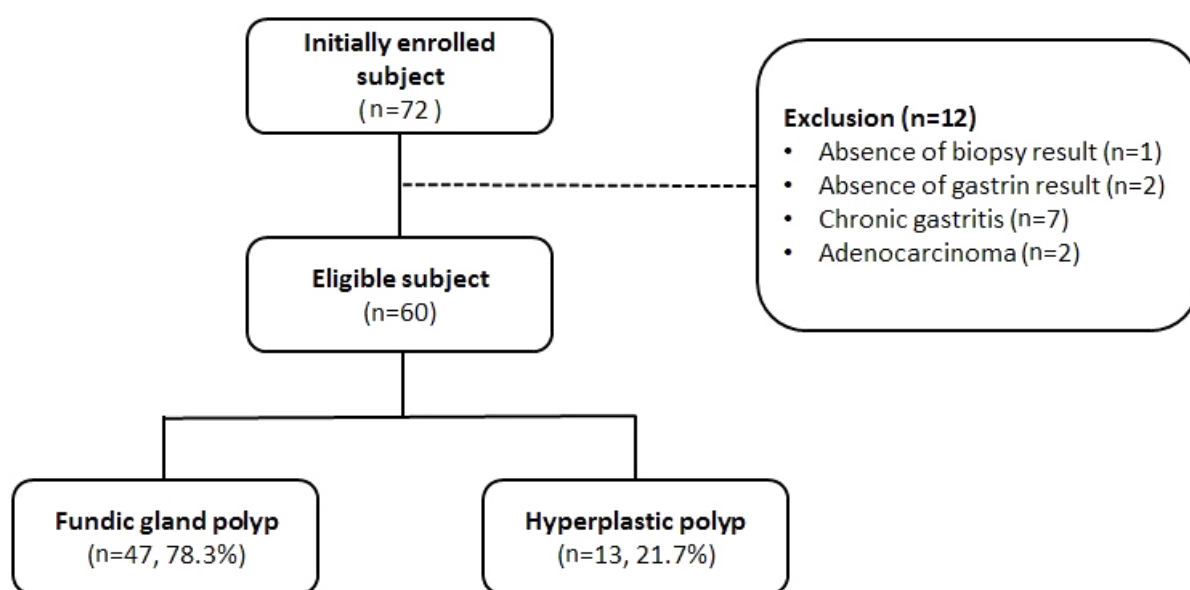 Initially enrolled
subject
( n=72 )
Exclusion (n=12)
• Absence of biopsy result (n=1)
• Absence of gastrin result (n=2)
• Chronic gastritis (n=7)
• Adenocarcinoma (n=2)
Eligible subject
(n=60)
Fundic gland polyp
(n=47, 78.3%)
Hyperplastic polyp
(n=13, 21.7%)